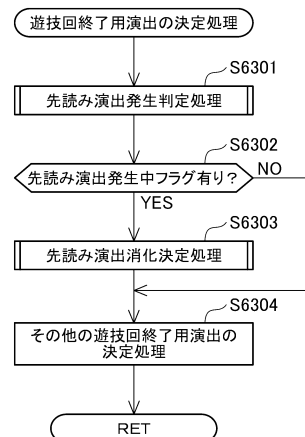 遊技回終了用演出の決定処理
S6301
先読み演出発生判定処理
S6302
先読み演出発生中フラグ有り?
NO
YES
S6303
先読み演出消化決定処理
S6304
その他の遊技回終了用演出の
決定処理
RET